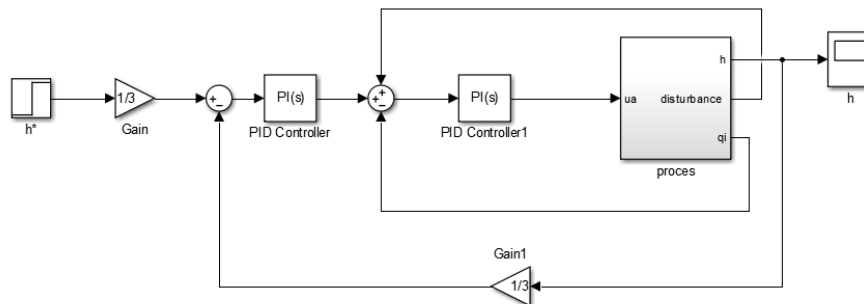 h*
1/3
Gain
+
−
PI(s)
PID Controller
+
+
−
PI(s)
PID Controller1
ua
h
disturbance
qi
proces
h
Gain1
1/3